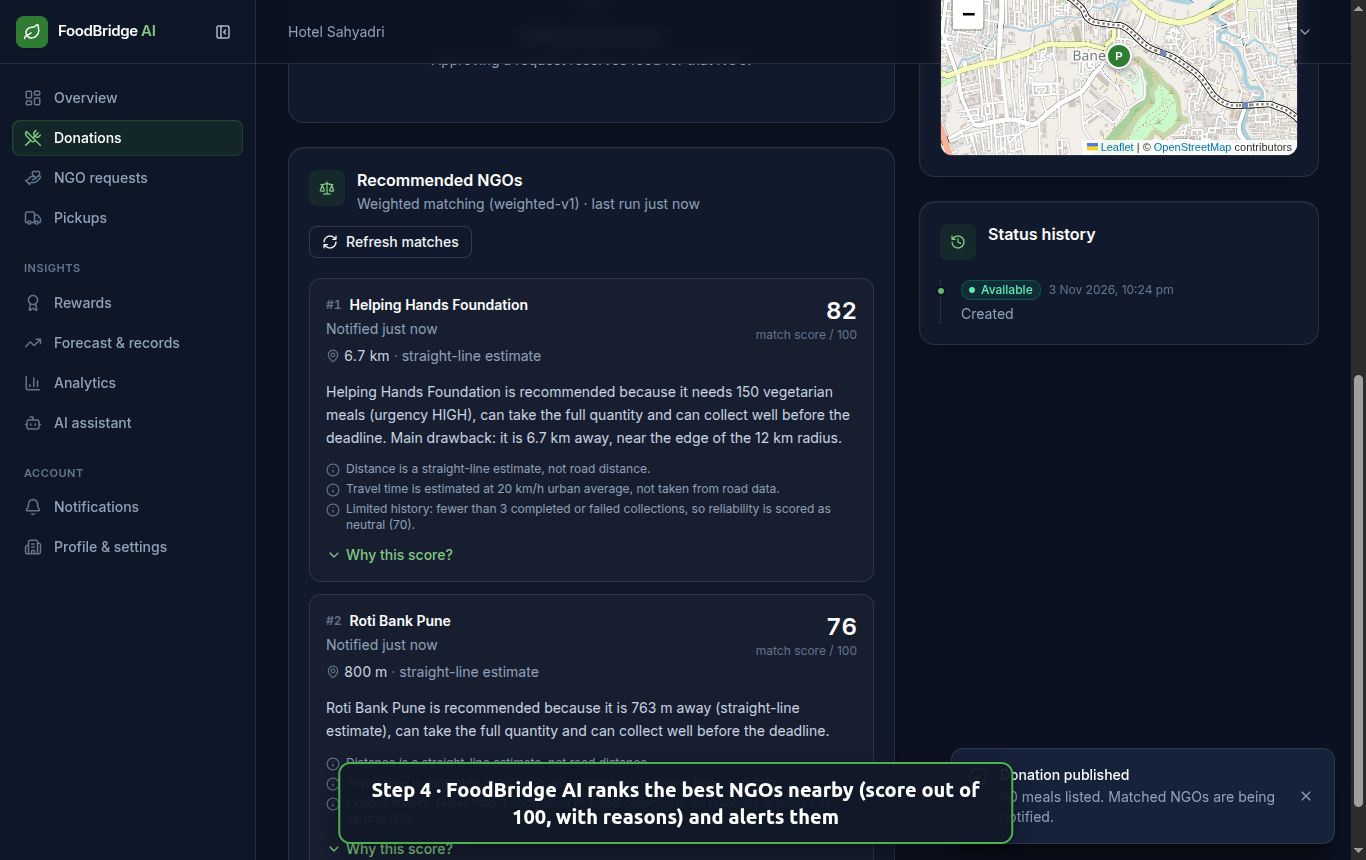 FoodBridge AI
Hotel Sahyadri
Overview
Donations
NGO requests
Pickups
INSIGHTS
Rewards
Forecast & records
Analytics
AI assistant
ACCOUNT
Notifications
Profile & settings
Recommended NGOs
Weighted matching (weighted-v1) · last run just now
Refresh matches
#1 Helping Hands Foundation
82
Notified just now
match score / 100
6.7 km · straight-line estimate
Helping Hands Foundation is recommended because it needs 150 vegetarian
meals (urgency HIGH), can take the full quantity and can collect well before the
deadline. Main drawback: it is 6.7 km away, near the edge of the 12 km radius.
Distance is a straight-line estimate, not road distance.
Travel time is estimated at 20 km/h urban average, not taken from road data.
Limited history: fewer than 3 completed or failed collections, so reliability is scored as
neutral (70).
Why this score?
#2 Roti Bank Pune
76
Notified just now
match score / 100
800 m · straight-line estimate
Roti Bank Pune is recommended because it is 763 m away (straight-line
estimate), can take the full quantity and can collect well before the deadline.
Distance is a straight-line estimate, not road distance.
Why this score?
Step 4 · FoodBridge AI ranks the best NGOs nearby (score out of
100, with reasons) and alerts them
−
Bane
P
Leaflet | © OpenStreetMap contributors
Status history
Available 3 Nov 2026, 10:24 pm
Created
Donation published
40 meals listed. Matched NGOs are being
notified.